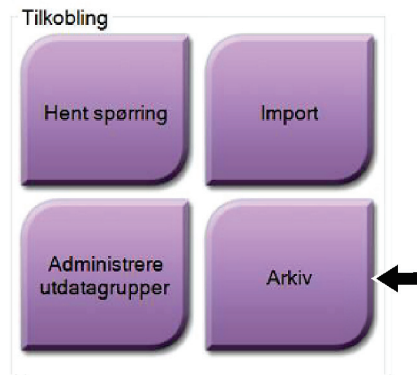 Tilkobling
Hent spørring
Import
Administrere
utdatagrupper
Arkiv